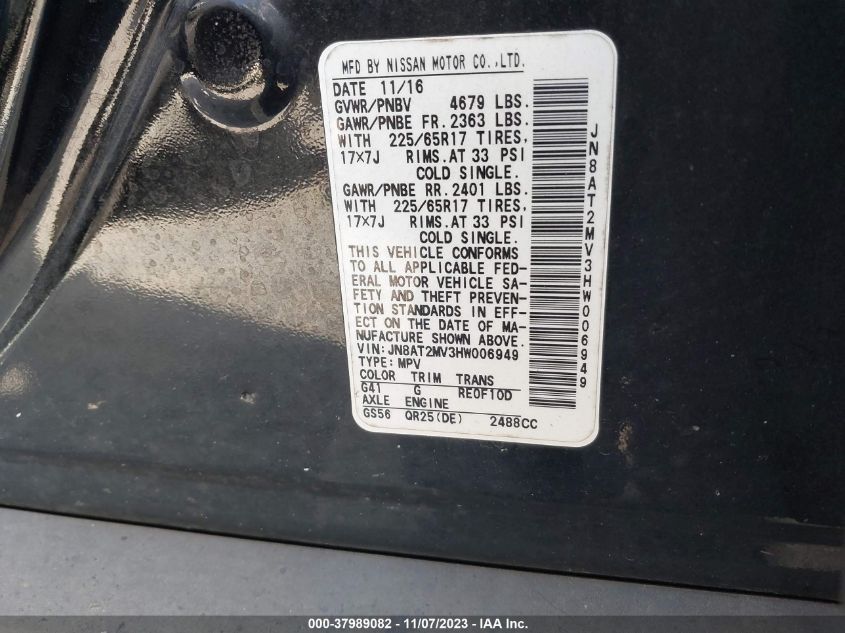 MFD BY NISSAN MOTOR CO.,LTD.
DATE 11/16
GVWR/PNBV 4679 LBS.
GAWR/PNBE FR. 2363 LBS.
WITH 225/65R17 TIRES,
17×7J RIMS.AT 33 PSI
COLD SINGLE.
GAWR/PNBE RR. 2401 LBS.
WITH 225/65R17 TIRES,
17×7J RIMS.AT 33 PSI
COLD SINGLE.
THIS VEHICLE CONFORMS
TO ALL APPLICABLE FED-
ERAL MOTOR VEHICLE SA-
FETY AND THEFT PREVEN-
TION STANDARDS IN EFF-
ECT ON THE DATE OF MA-
NUFACTURE SHOWN ABOVE.
VIN: JN8AT2MV3HW006949
TYPE: MPV
COLOR TRIM TRANS
G41 G RE0F10D
AXLE ENGINE
GS56 QR25(DE) 2488CC
JN8AT2MV3HW006949
000-37989082 - 11/07/2023 - IAA Inc.